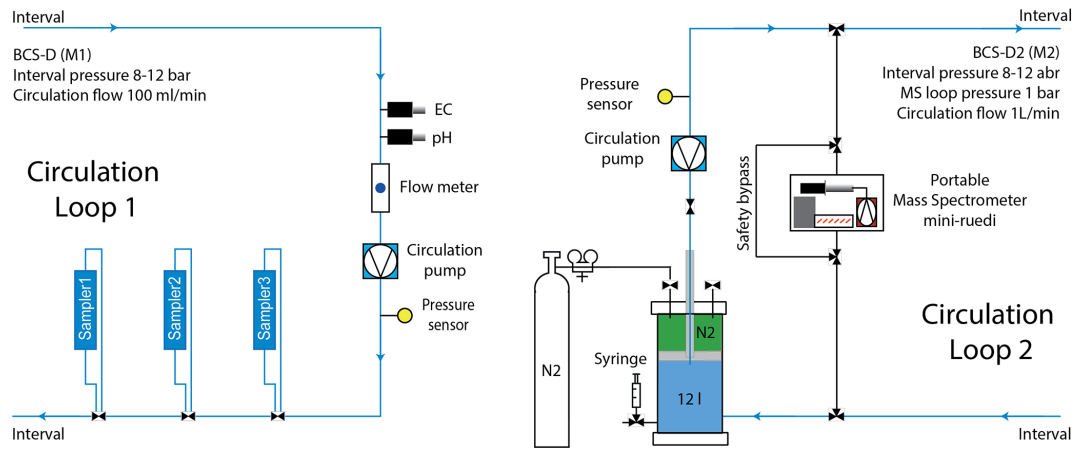 Interval
BCS-D (M1)
Interval pressure 8-12 bar
Circulation flow 100 ml/min
EC
pH
Circulation
Loop 1
Flow meter
Circulation
pump
Sampler1
Sampler2
Sampler3
Pressure
sensor
Interval
Interval
BCS-D2 (M2)
Interval pressure 8-12 abr
MS loop pressure 1 bar
Circulation flow 1L/min
Pressure
sensor
Circulation
pump
Safety bypass
Portable
Mass Spectrometer
mini-ruedi
N2
N2
Circulation
Loop 2
Syringe
12 l
Interval